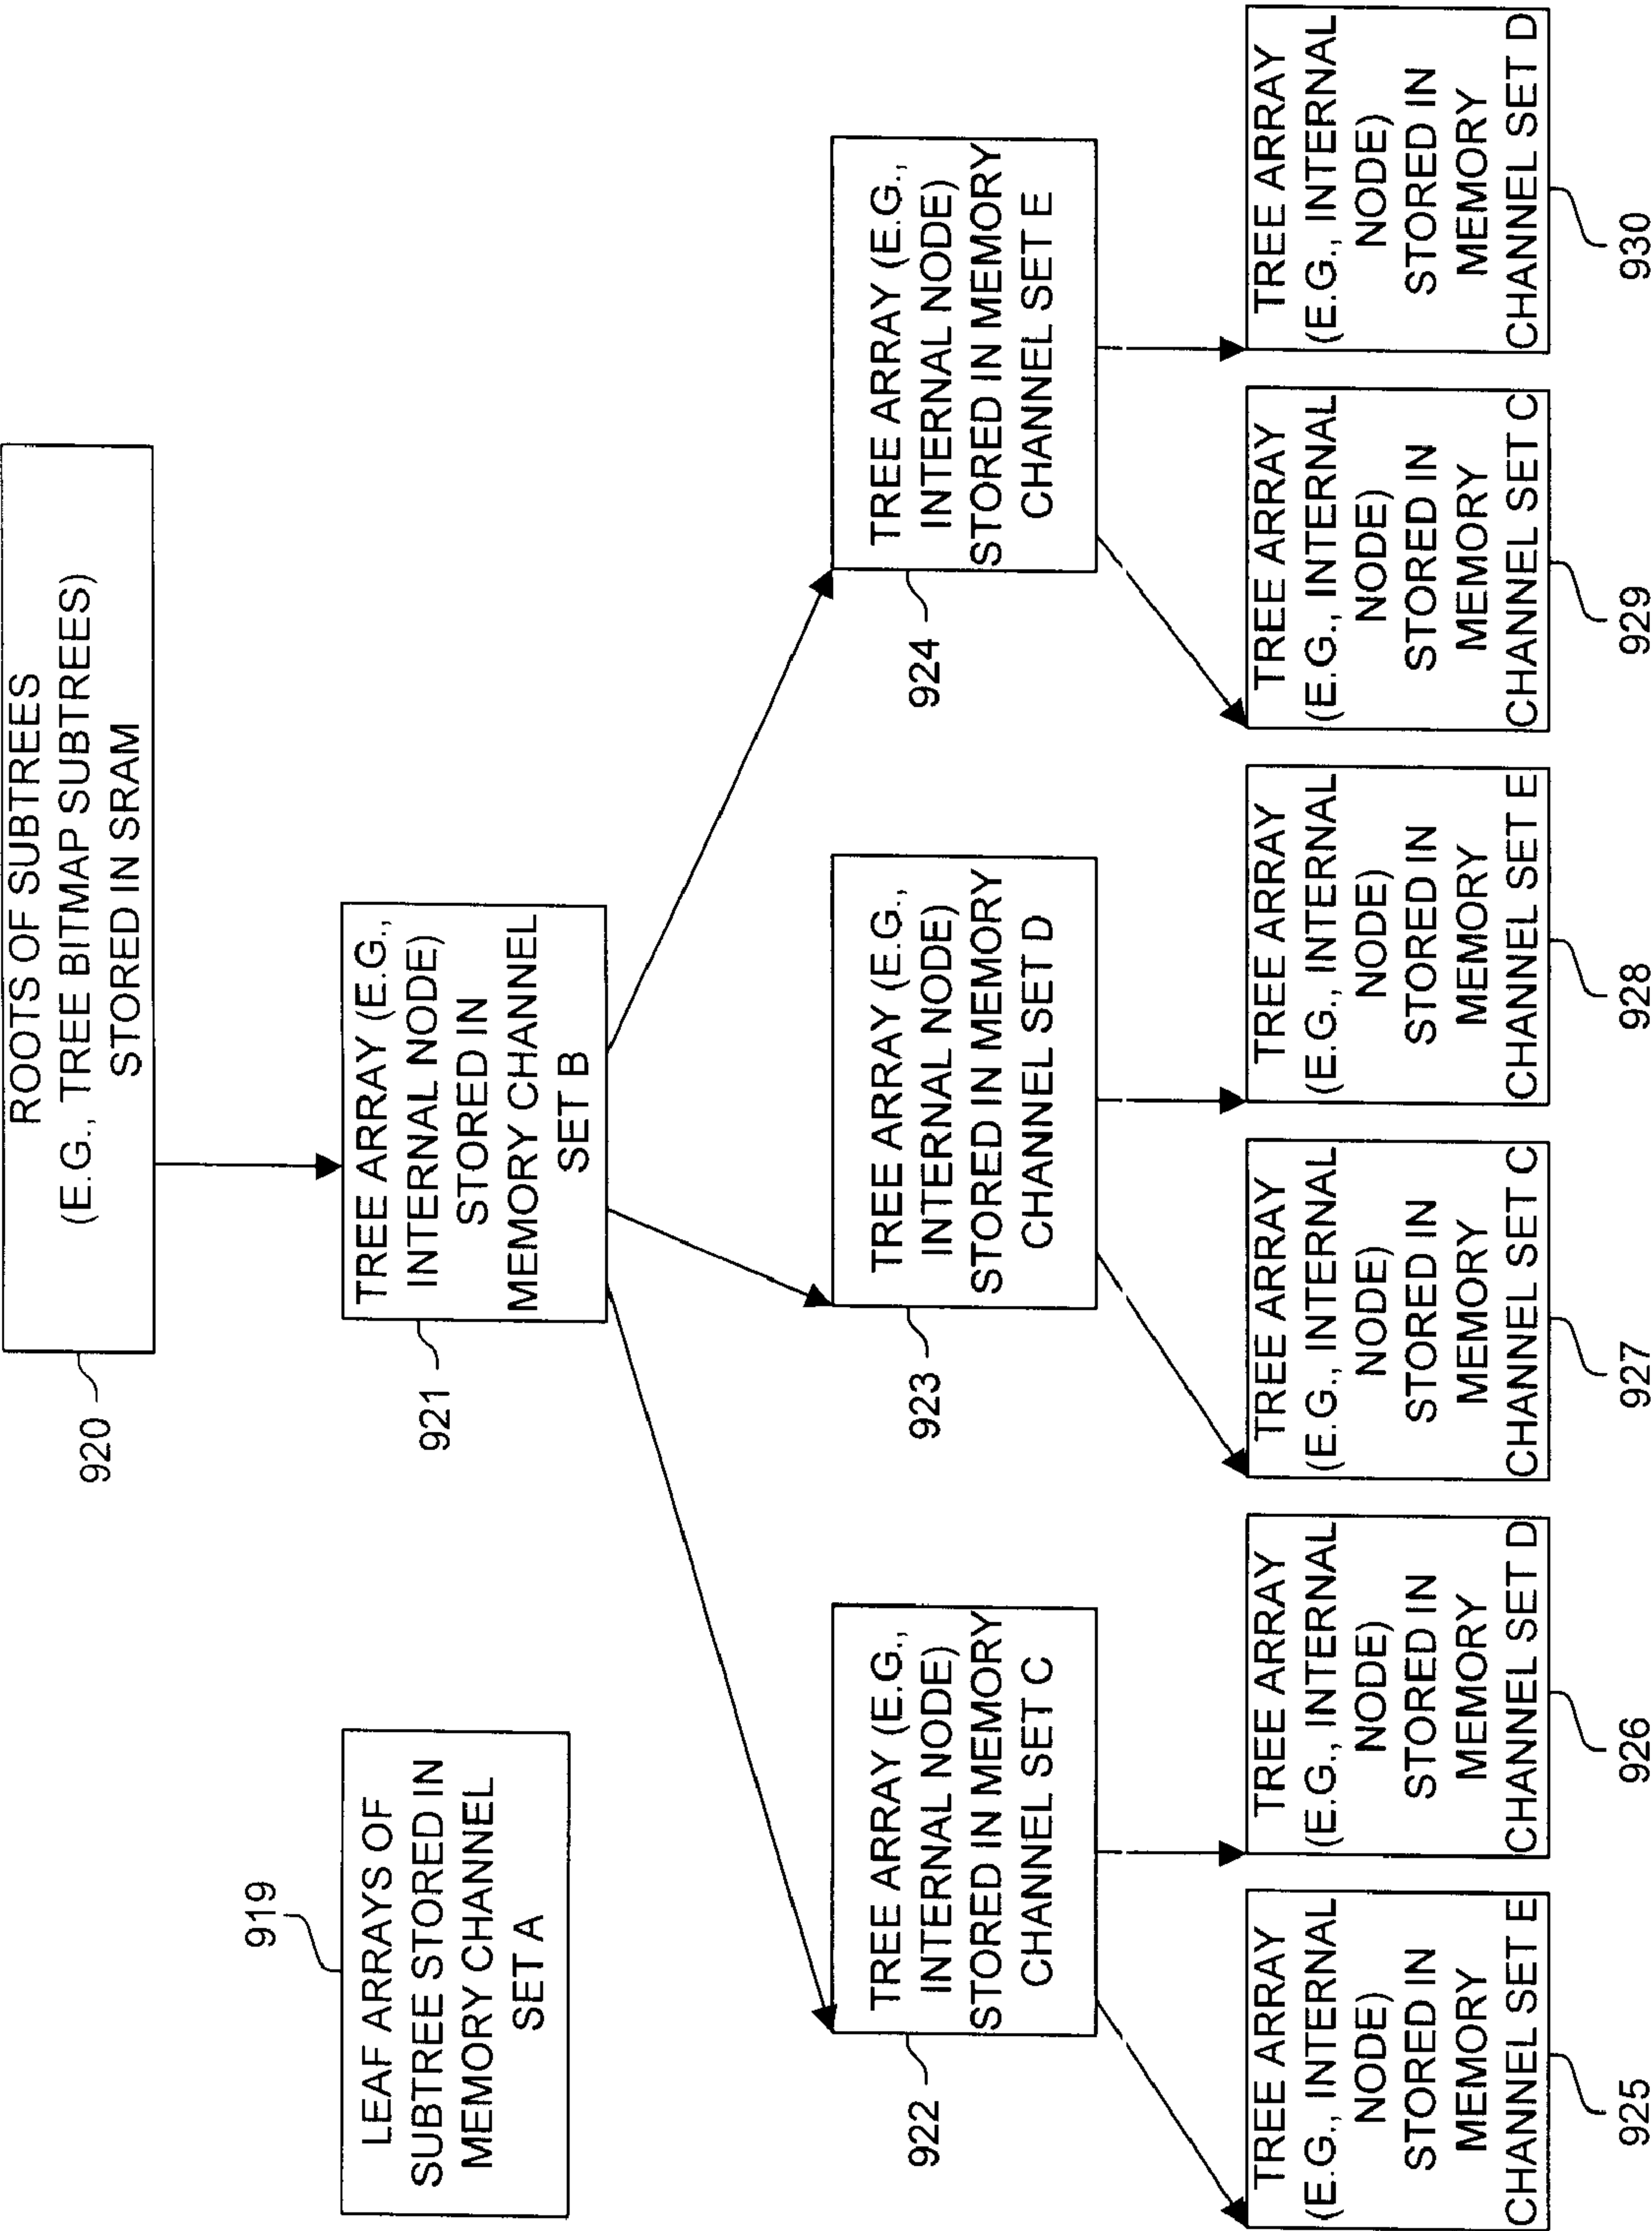 ROOTS OF SUBTREES
(E.G., TREE BITMAP SUBTREES)
STORED IN SRAM
920
919
LEAF ARRAYS OF
SUBTREE STORED IN
MEMORY CHANNEL
SET A
921
TREE ARRAY (E.G.,
INTERNAL NODE)
STORED IN
MEMORY CHANNEL
SET B
922
TREE ARRAY (E.G.,
INTERNAL NODE)
STORED IN MEMORY
CHANNEL SET C
923
TREE ARRAY (E.G.,
INTERNAL NODE)
STORED IN MEMORY
CHANNEL SET D
924
TREE ARRAY (E.G.,
INTERNAL NODE)
STORED IN MEMORY
CHANNEL SET E
TREE ARRAY
(E.G., INTERNAL
NODE)
STORED IN
MEMORY
CHANNEL SET E
925
TREE ARRAY
(E.G., INTERNAL
NODE)
STORED IN
MEMORY
CHANNEL SET D
926
TREE ARRAY
(E.G., INTERNAL
NODE)
STORED IN
MEMORY
CHANNEL SET C
927
TREE ARRAY
(E.G., INTERNAL
NODE)
STORED IN
MEMORY
CHANNEL SET E
928
TREE ARRAY
(E.G., INTERNAL
NODE)
STORED IN
MEMORY
CHANNEL SET C
929
TREE ARRAY
(E.G., INTERNAL
NODE)
STORED IN
MEMORY
CHANNEL SET D
930